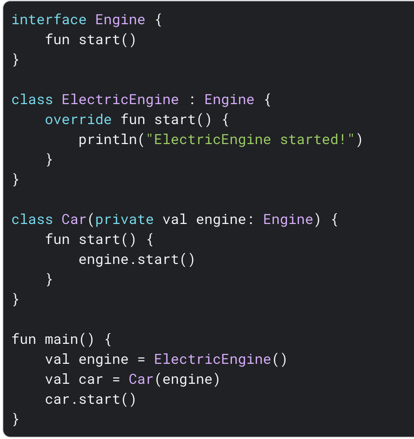 interface Engine {
    fun start()
}

class ElectricEngine : Engine {
    override fun start() {
        println("ElectricEngine started!")
    }
}

class Car(private val engine: Engine) {
    fun start() {
        engine.start()
    }
}

fun main() {
    val engine = ElectricEngine()
    val car = Car(engine)
    car.start()
}